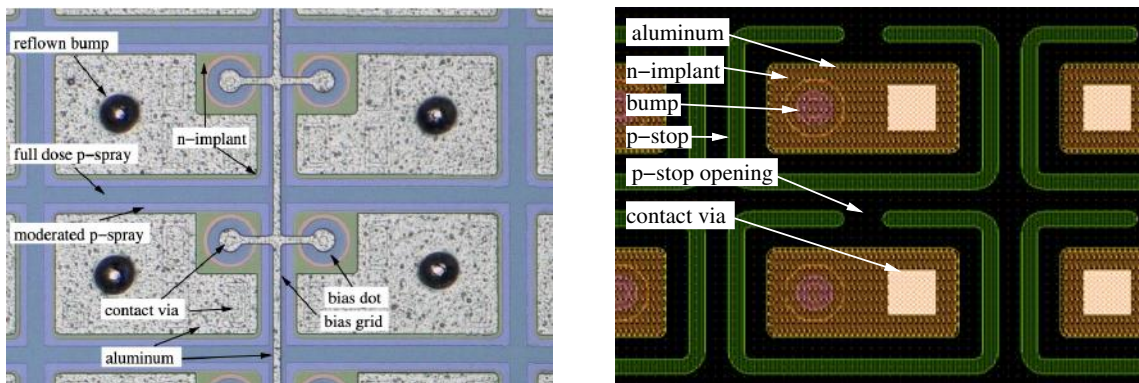 reflown bump
n−implant
full dose p−spray
moderated p−spray
contact via
bias dot
bias grid
aluminum
aluminum
n−implant
bump
p−stop
p−stop opening
contact via